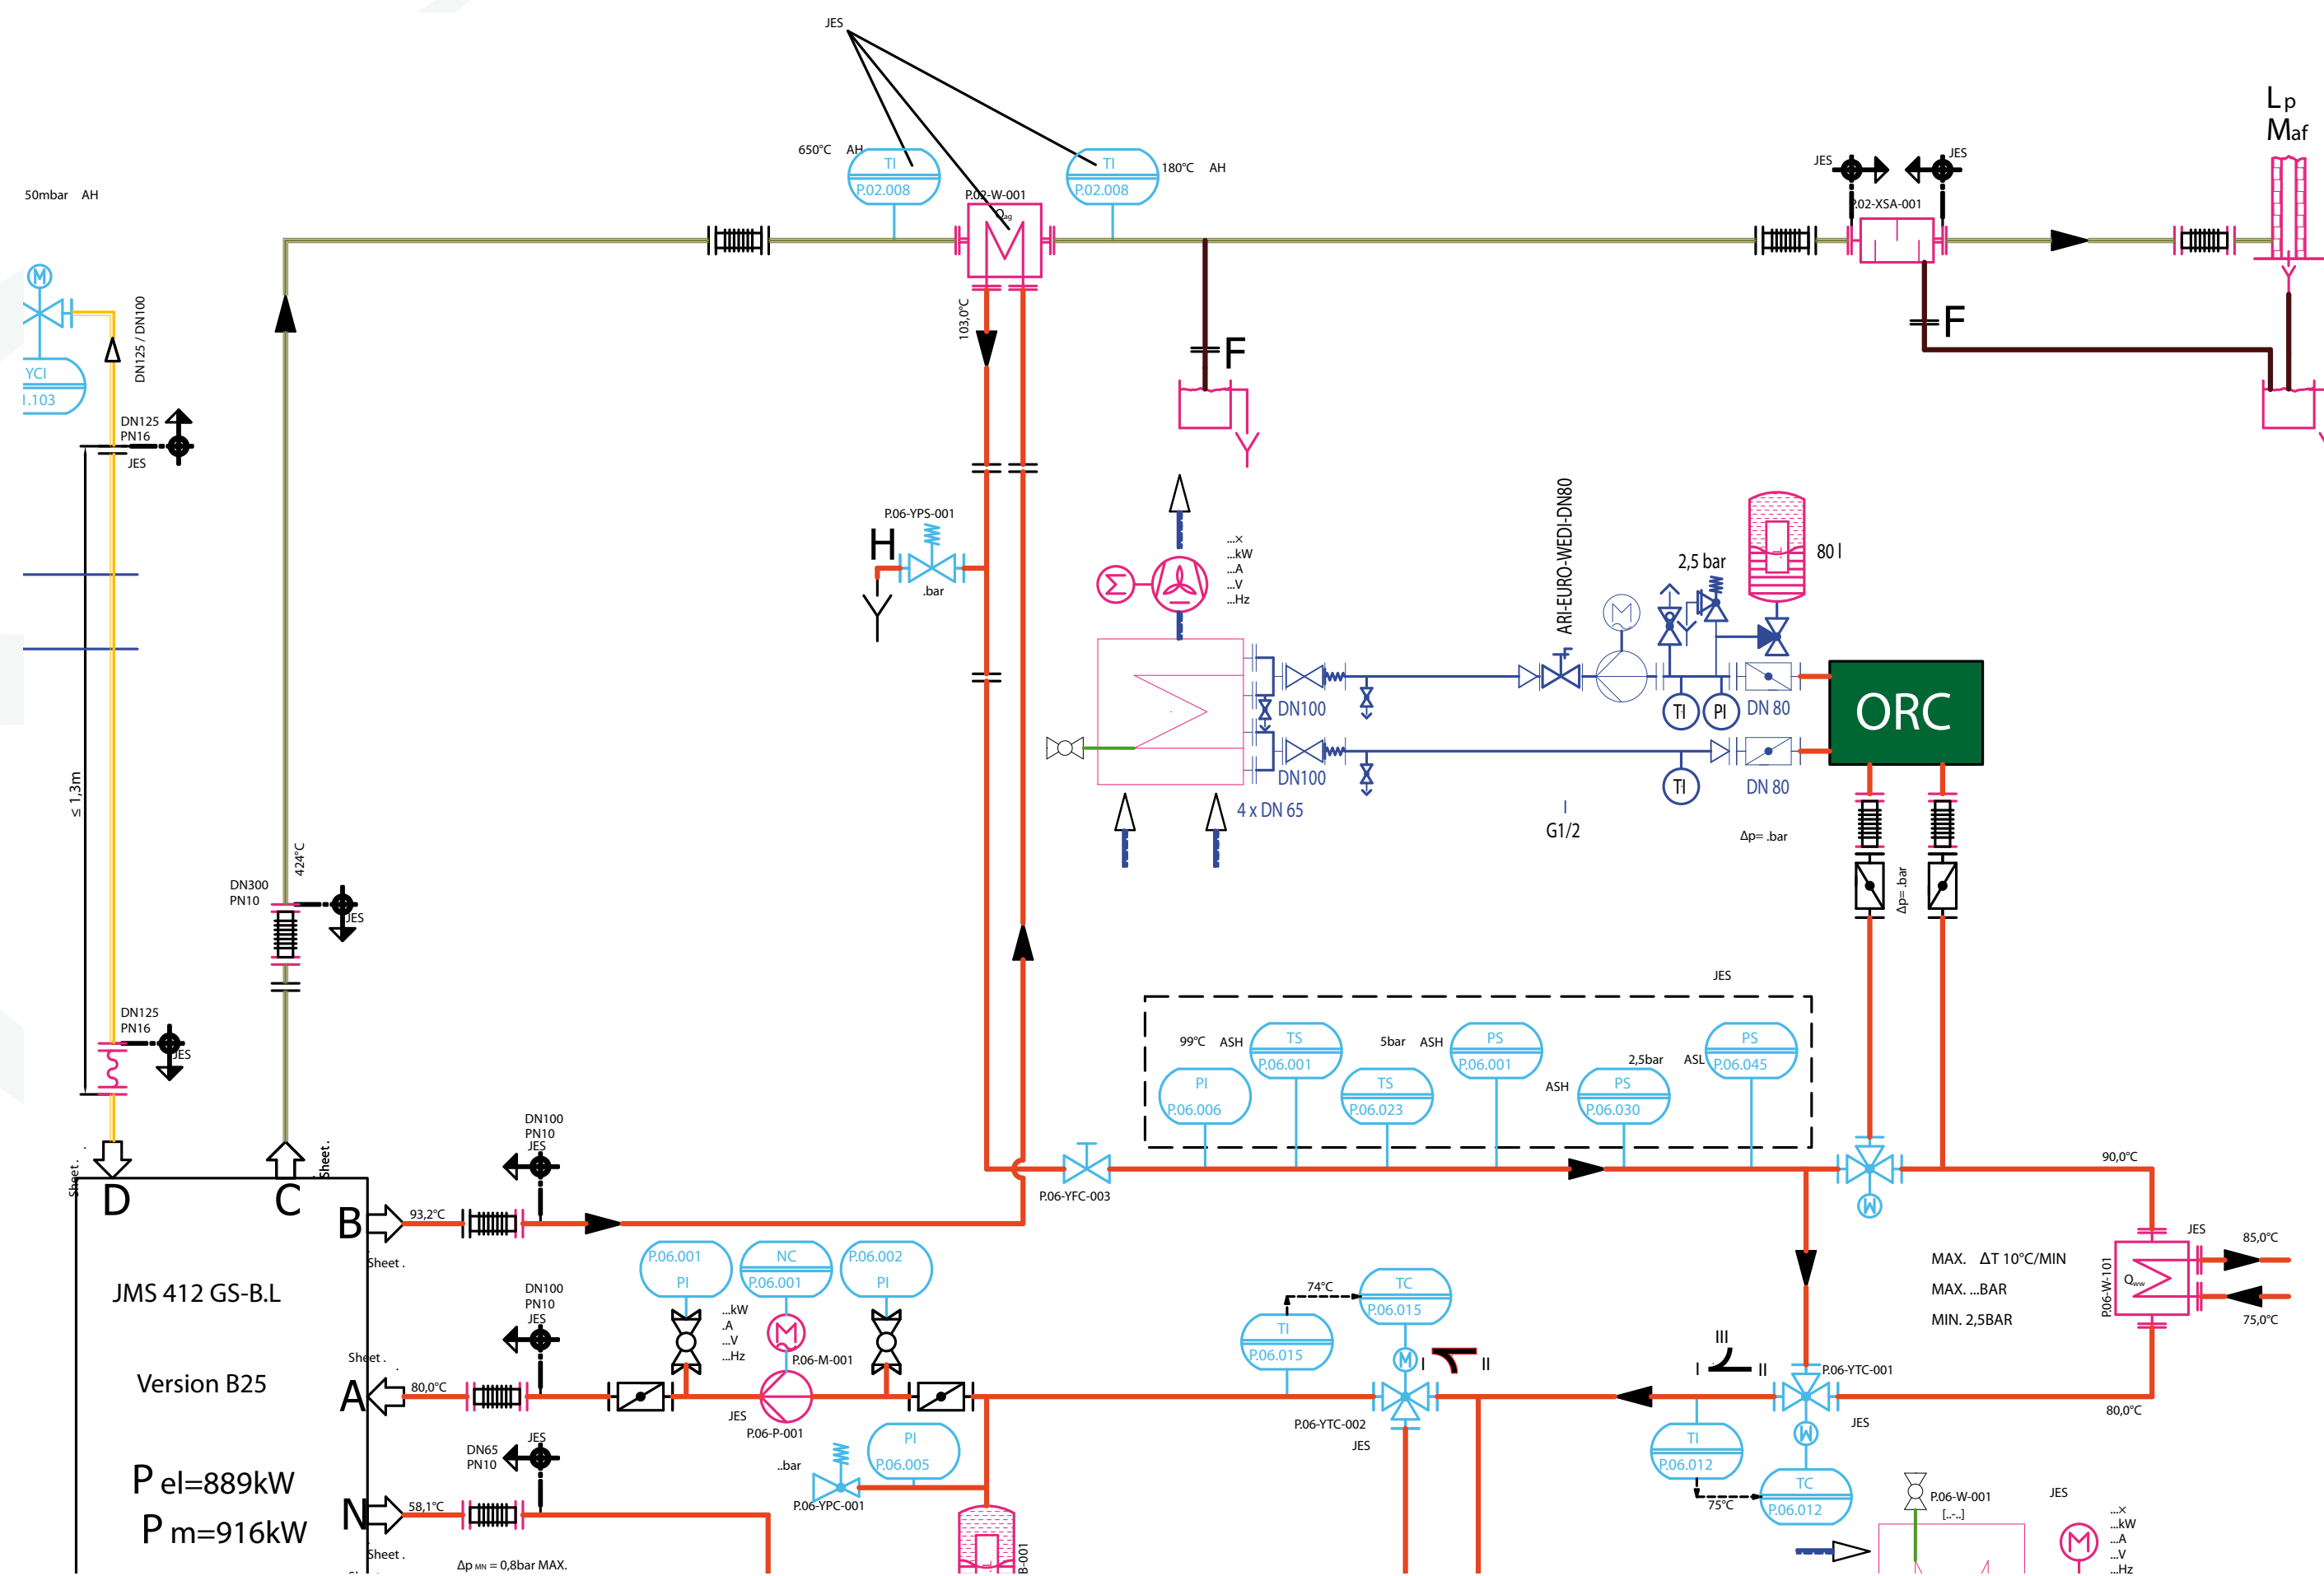 JES
Lp
Maf
650°C AH
TI
P.02.008
TI
P.02.008
180°C AH
JES
JES
50mbar AH
P.02-W-001
Qag
P.02-XSA-001
M
DN125 / DN100
103,0°C
F
F
YCI
1.103
DN125
PN16
JES
P.06-YPS-001
H
.bar
...×
...kW
...A
...V
...Hz
Σ
ARI-EURO-WEDI-DN80
M
2,5 bar
80 l
DN100
TI
PI
DN 80
ORC
DN100
TI
DN 80
4 x DN 65
I
G1/2
Δp= .bar
Δp= .bar
≤ 1,3m
424°C
DN300
PN10
JES
JES
DN125
PN16
JES
99°C ASH
TS
P.06.001
5bar ASH
PS
P.06.001
2,5bar ASL
PS
P.06.045
PI
P.06.006
TS
P.06.023
ASH
PS
P.06.030
DN100
PN10
JES
Sheet .
Sheet .
D
C
P.06-YFC-003
90,0°C
M
B
93,2°C
Sheet .
JES
85,0°C
P.06.001
PI
NC
P.06.001
P.06.002
PI
MAX. ΔT 10°C/MIN
MAX. ...BAR
MIN. 2,5BAR
P.06-W-101
Qww
75,0°C
JMS 412 GS-B.L
DN100
PN10
JES
...kW
.A
...V
...Hz
M
P.06-M-001
74°C
TC
P.06.015
TI
P.06.015
M
I
II
III
I
II
P.06-YTC-001
Sheet .
Version B25
A
80,0°C
JES
P.06-P-001
P.06-YTC-002
JES
JES
80,0°C
M
DN65
PN10
JES
..bar
PI
P.06.005
P.06-YPC-001
TI
P.06.012
75°C
TC
P.06.012
P el=889kW
P m=916kW
N
58,1°C
Sheet .
Δp MN = 0,8bar MAX.
B-001
P.06-W-001
[..-..]
JES
M
...×
...kW
...A
...V
...Hz